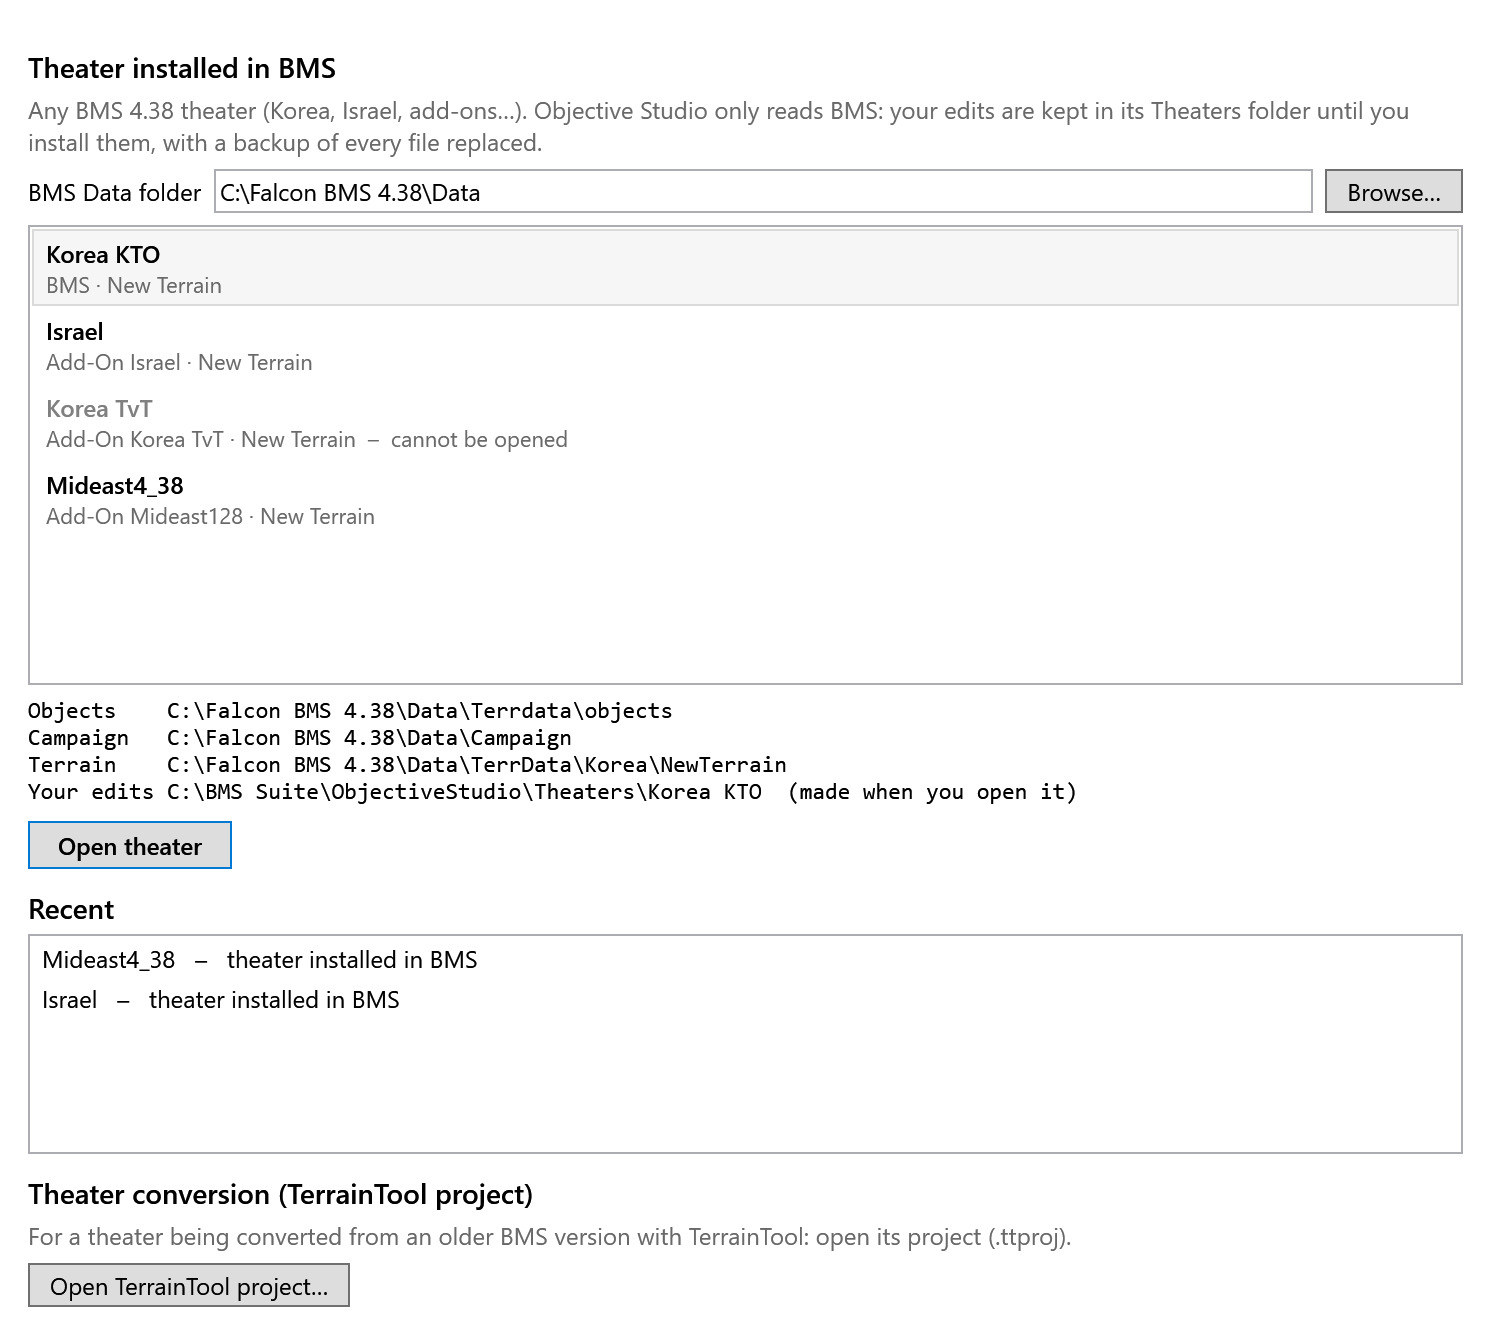 Theater installed in BMS
Any BMS 4.38 theater (Korea, Israel, add-ons...). Objective Studio only reads BMS: your edits are kept in its Theaters folder until you
install them, with a backup of every file replaced.
BMS Data folder C:\Falcon BMS 4.38\Data Browse...
Korea KTO
BMS · New Terrain
Israel
Add-On Israel · New Terrain
Korea TvT
Add-On Korea TvT · New Terrain – cannot be opened
Mideast4_38
Add-On Mideast128 · New Terrain
Objects C:\Falcon BMS 4.38\Data\Terrdata\objects
Campaign C:\Falcon BMS 4.38\Data\Campaign
Terrain C:\Falcon BMS 4.38\Data\TerrData\Korea\NewTerrain
Your edits C:\BMS Suite\ObjectiveStudio\Theaters\Korea KTO (made when you open it)
Open theater
Recent
Mideast4_38 – theater installed in BMS
Israel – theater installed in BMS
Theater conversion (TerrainTool project)
For a theater being converted from an older BMS version with TerrainTool: open its project (.ttproj).
Open TerrainTool project...